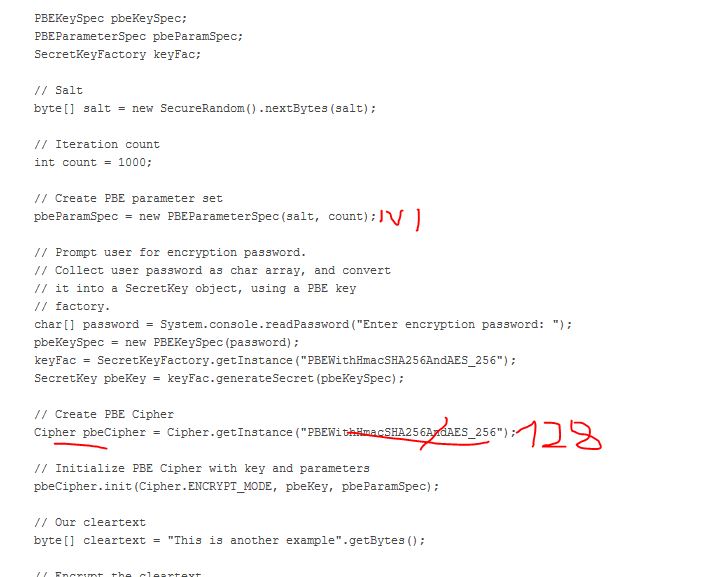 PBEKeySpec pbeKeySpec;
PBEParameterSpec pbeParamSpec;
SecretKeyFactory keyFac;
// Salt
byte[] salt = new SecureRandom().nextBytes(salt);
// Iteration count
int count = 1000;
// Create PBE parameter set
pbeParamSpec = new PBEParameterSpec(salt, count);
// Prompt user for encryption password.
// Collect user password as char array, and convert
// it into a SecretKey object, using a PBE key
// factory.
char[] password = System.console.readPassword("Enter encryption password: ");
pbeKeySpec = new PBEKeySpec(password);
keyFac = SecretKeyFactory.getInstance("PBEWithHmacSHA256AndAES_256");
SecretKey pbeKey = keyFac.generateSecret(pbeKeySpec);
// Create PBE Cipher
Cipher pbeCipher = Cipher.getInstance("PBEWithHmacSHA256AndAES_256"); 128
// Initialize PBE Cipher with key and parameters
pbeCipher.init(Cipher.ENCRYPT_MODE, pbeKey, pbeParamSpec);
// Our cleartext
byte[] cleartext = "This is another example".getBytes();
// Encrypt the cleartext